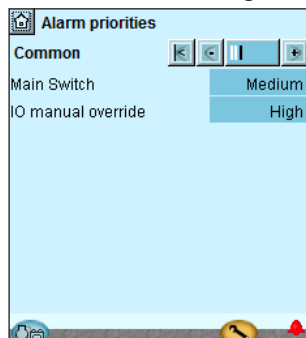 Alarm priorities
Common
Main Switch Medium
IO manual override High